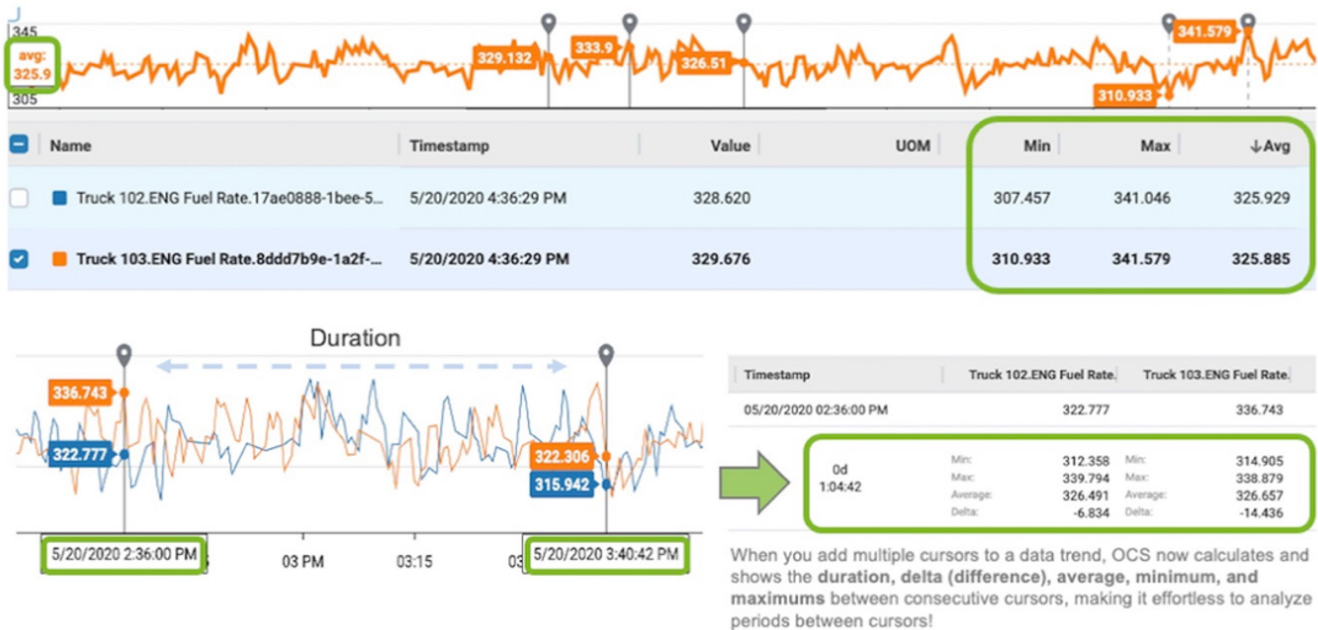 345
avg:
325.9
305
329.132
333.9
326.51
310.933
341.579
Name Timestamp Value UOM Min Max ↓Avg
Truck 102.ENG Fuel Rate.17ae0888-1bee-5... 5/20/2020 4:36:29 PM 328.620 307.457 341.046 325.929
Truck 103.ENG Fuel Rate.8ddd7b9e-1a2f-... 5/20/2020 4:36:29 PM 329.676 310.933 341.579 325.885
Duration
336.743
322.777
322.306
315.942
5/20/2020 2:36:00 PM 03 PM 03:15 03 5/20/2020 3:40:42 PM
Timestamp Truck 102.ENG Fuel Rate. Truck 103.ENG Fuel Rate.
05/20/2020 02:36:00 PM 322.777 336.743
0d
1:04:42
Min: 312.358 Min: 314.905
Max: 339.794 Max: 338.879
Average: 326.491 Average: 326.657
Delta: -6.834 Delta: -14.436
When you add multiple cursors to a data trend, OCS now calculates and
shows the duration, delta (difference), average, minimum, and
maximums between consecutive cursors, making it effortless to analyze
periods between cursors!